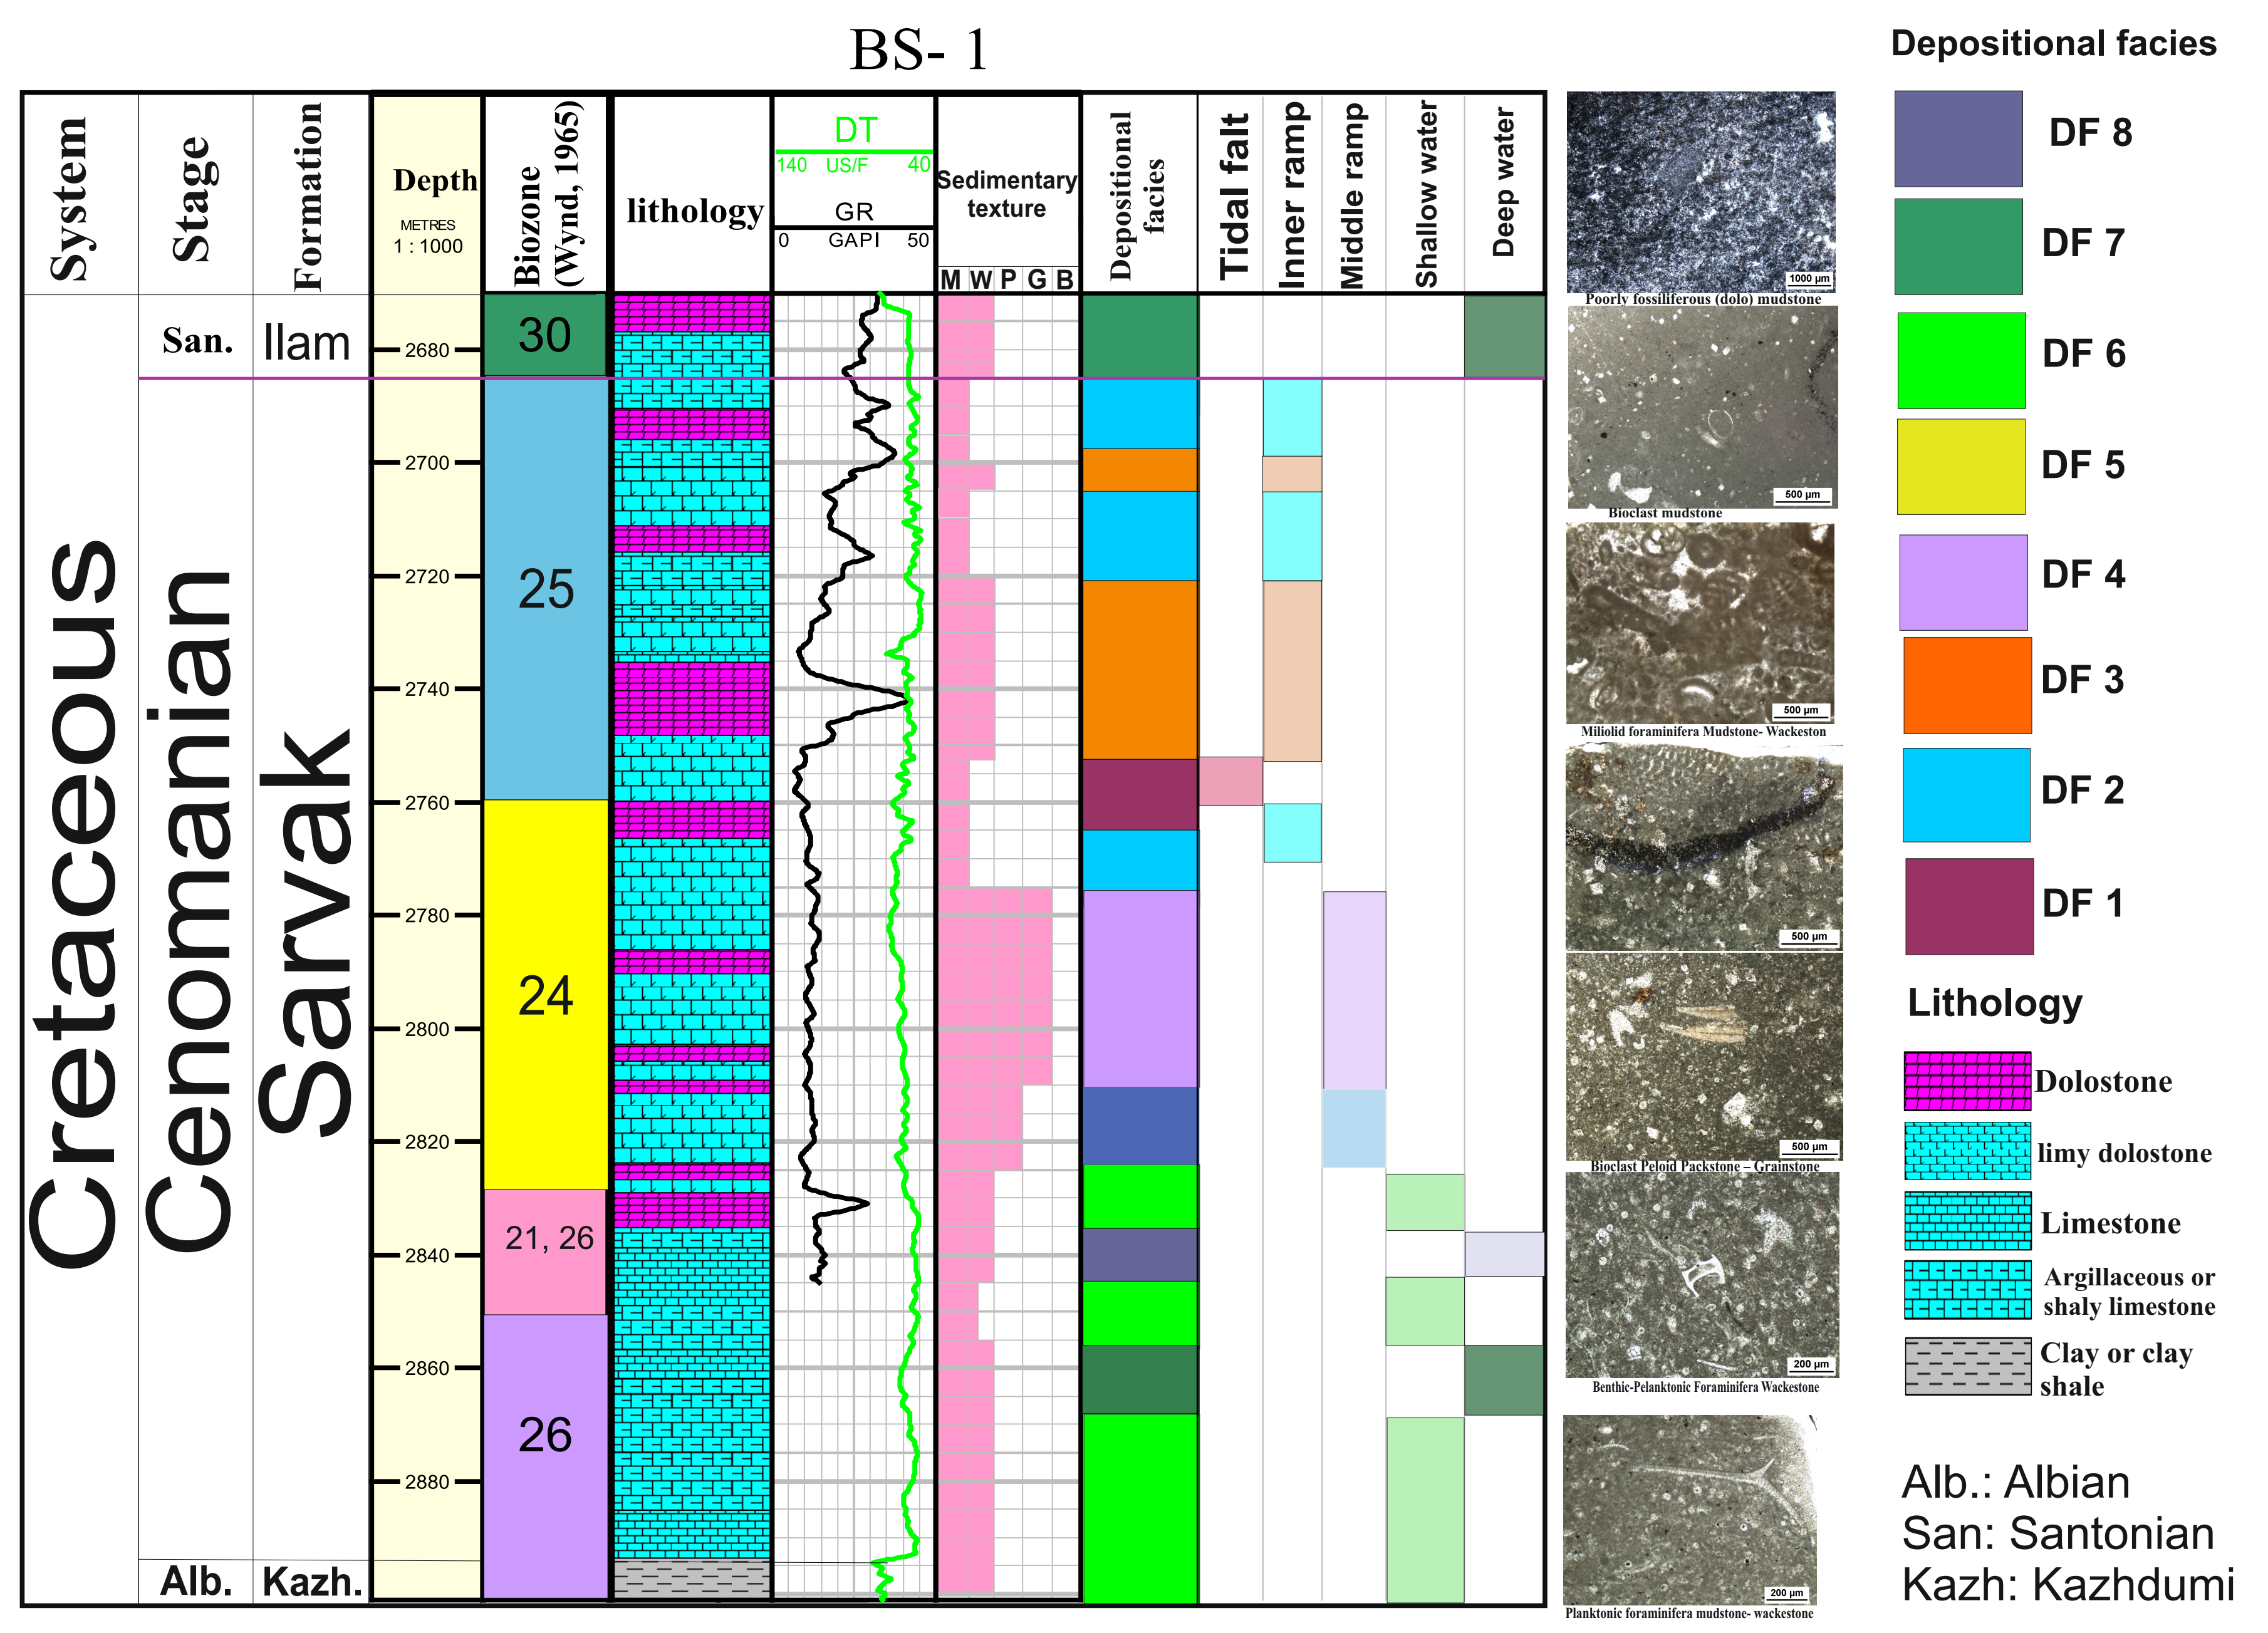 BS- 1
System
Stage
Formation
Depth
METRES
1 : 1000
Biozone
(Wynd, 1965)
lithology
DT
140 US/F 40
GR
0 GAPI 50
Sedimentary
texture
M W P G B
Depositional
facies
Tidal falt
Inner ramp
Middle ramp
Shallow water
Deep water
Cretaceous
San.
Cenomanian
Alb.
Ilam
Sarvak
Kazh.
2680
2700
2720
2740
2760
2780
2800
2820
2840
2860
2880
30
25
24
21, 26
26
1000 µm
Poorly fossiliferous (dolo) mudstone
500 µm
Bioclast mudstone
500 µm
Miliolid foraminifera Mudstone- Wackeston
500 µm
500 µm
Bioclast Peloid Packstone – Grainstone
200 µm
Benthic-Pelanktonic Foraminifera Wackestone
200 µm
Planktonic foraminifera mudstone- wackestone
Depositional facies
DF 8
DF 7
DF 6
DF 5
DF 4
DF 3
DF 2
DF 1
Lithology
Dolostone
limy dolostone
Limestone
Argillaceous or
shaly limestone
Clay or clay
shale
Alb.: Albian
San: Santonian
Kazh: Kazhdumi